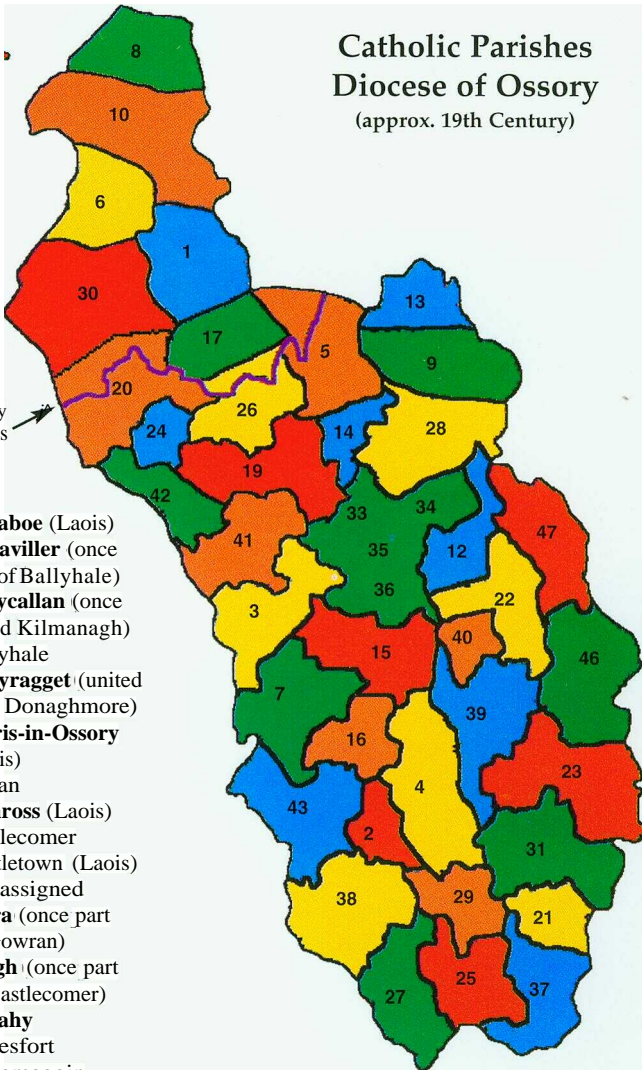 Catholic Parishes
Diocese of Ossory
(approx. 19th Century)
8
10
6
1
30
13
17
5
9
20
26
28
24
14
19
42
33
34
47
41
35
12
36
22
3
40
15
46
7
39
16
23
4
43
2
31
38
29
21
25
37
27
y
s
aboe (Laois)
aviller (once
of Ballyhale)
ycallan (once
d Kilmanagh)
yhale
yragget (united
Donaghmore)
ris-in-Ossory
is)
an
aross (Laois)
lecomer
tletown (Laois)
assigned
ra (once part
owran)
gh (once part
astlecomer)
ahy
esfort